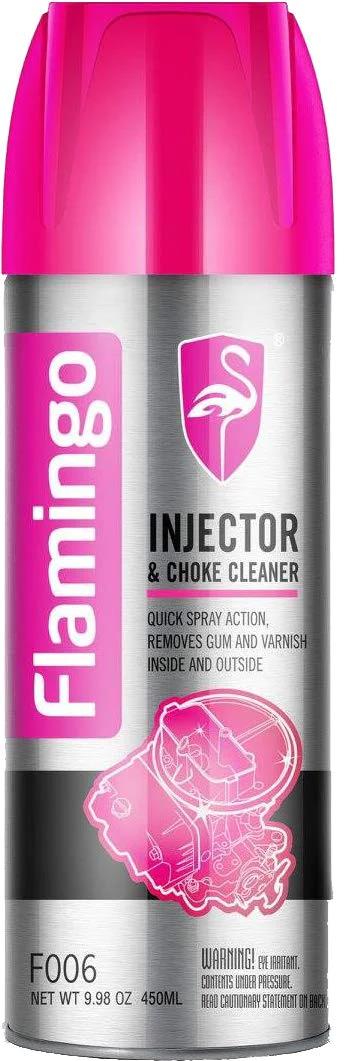 Flamingo
®
INJECTOR
& CHOKE CLEANER
QUICK SPRAY ACTION,
REMOVES GUM AND VARNISH
INSIDE AND OUTSIDE
F006
NET WT 9.98 OZ 450ML
WARNING! EYE IRRITANT.
CONTENTS UNDER PRESSURE.
READ CAUTIONARY STATEMENT ON BACK